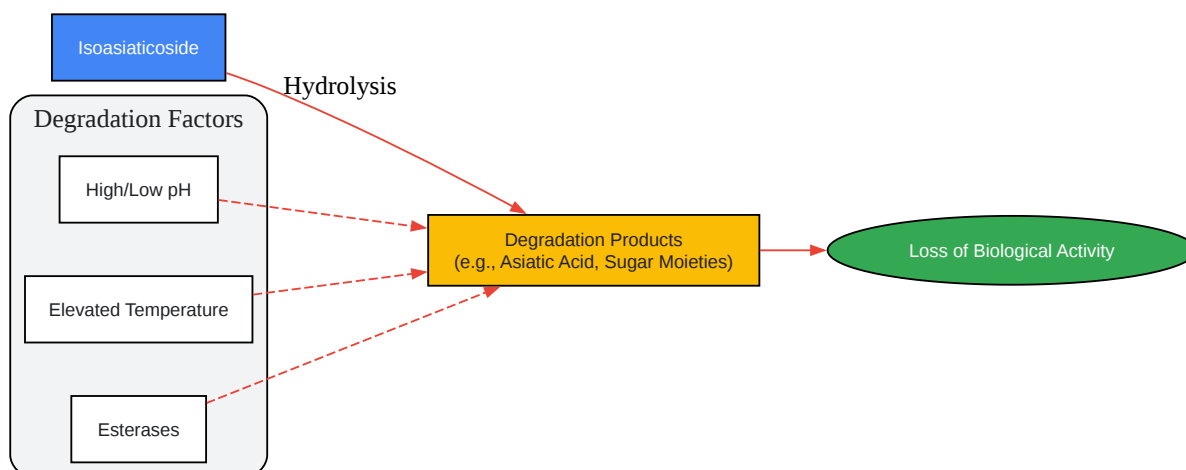 Isoasiaticoside
Hydrolysis
Degradation Factors
High/Low pH
Degradation Products
(e.g., Asiatic Acid, Sugar Moieties)
Loss of Biological Activity
Elevated Temperature
Esterases